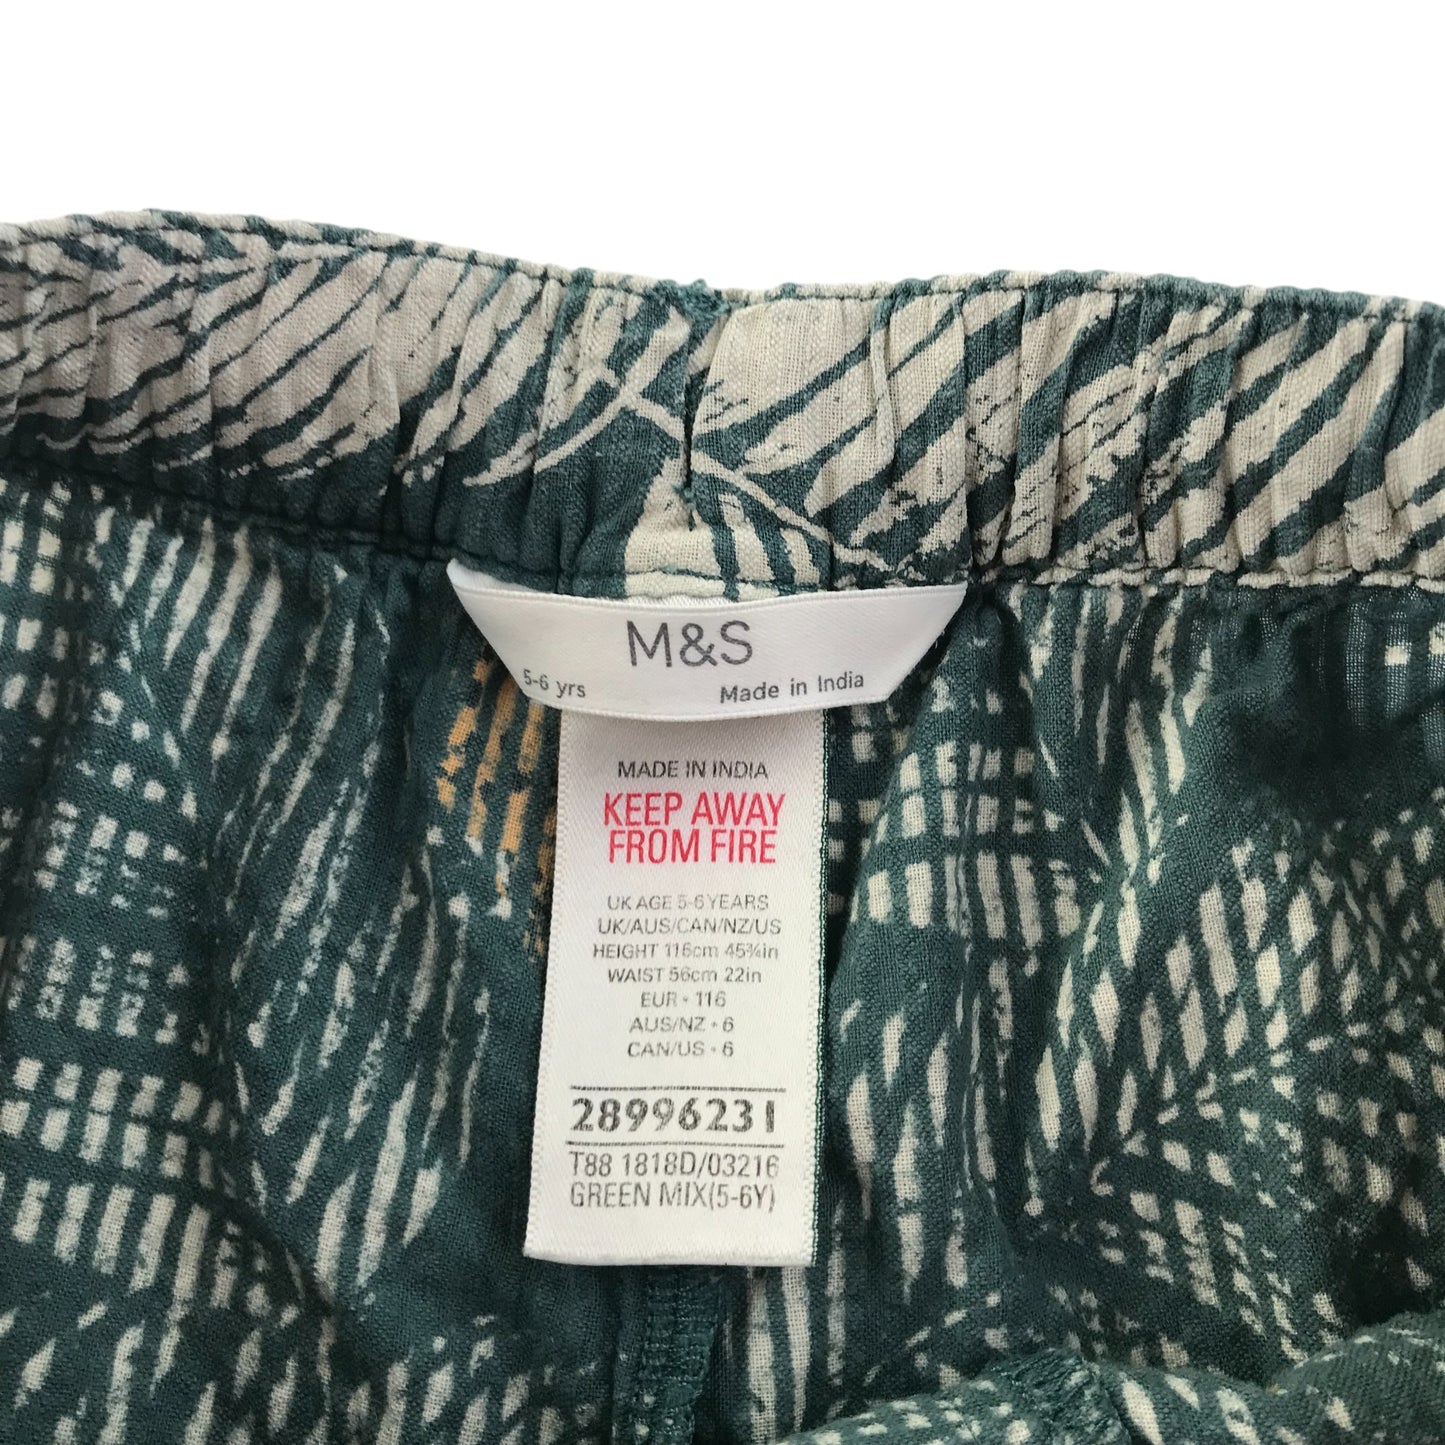 M&S
5-6 yrs Made in India
MADE IN INDIA
KEEP AWAY
FROM FIRE
UK AGE 5-6 YEARS
UK/AUS/CAN/NZ/US
HEIGHT 116cm 45¾in
WAIST 56cm 22in
EUR • 116
AUS/NZ • 6
CAN/US • 6
28996231
T88 1818D/03216
GREEN MIX(5-6Y)